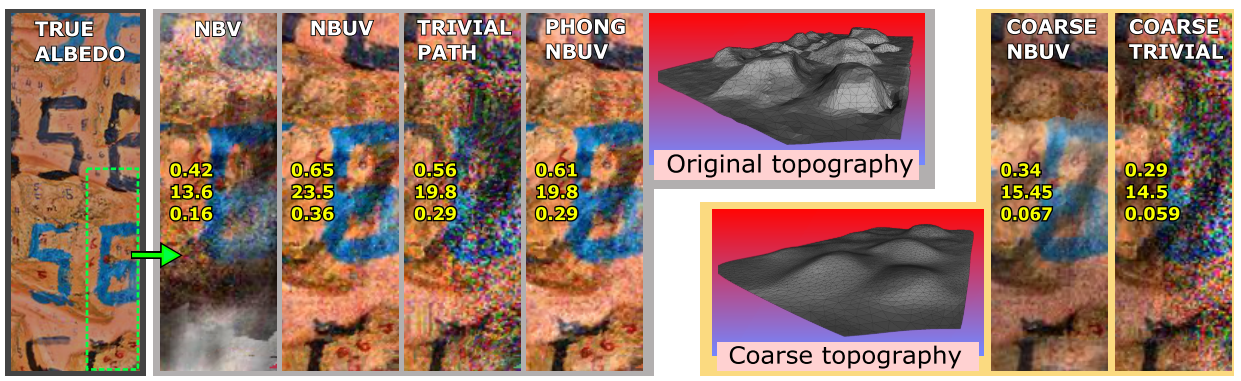 TRUE
ALBEDO
NBV
0.42
13.6
0.16
NBUV
0.65
23.5
0.36
TRIVIAL
PATH
0.56
19.8
0.29
PHONG
NBUV
0.61
19.8
0.29
Original topography
Coarse topography
COARSE
NBUV
0.34
15.45
0.067
COARSE
TRIVIAL
0.29
14.5
0.059